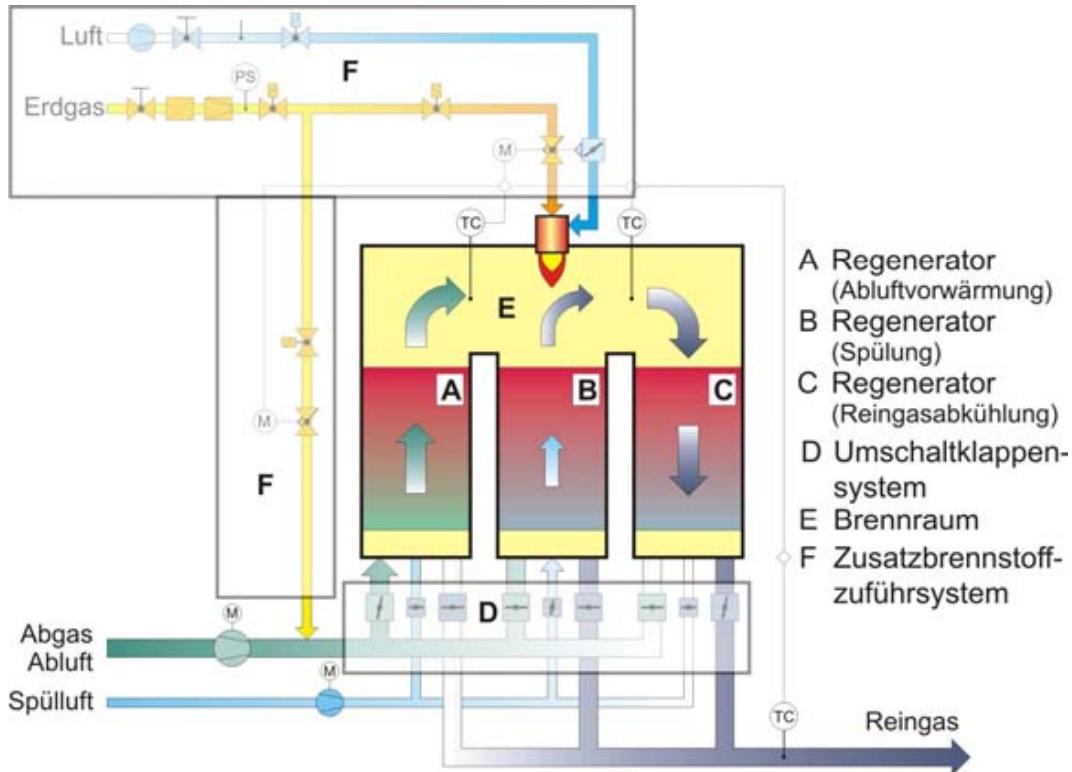 Luft
F
PS
Erdgas
M
TC
TC
E
A
B
C
M
F
D
M
Abgas
Abluft
M
Spülluft
TC
Reingas
A Regenerator
(Abluftvorwärmung)
B Regenerator
(Spülung)
C Regenerator
(Reingasabkühlung)
D Umschaltklappen-
system
E Brennraum
F Zusatzbrennstoff-
zuführsystem